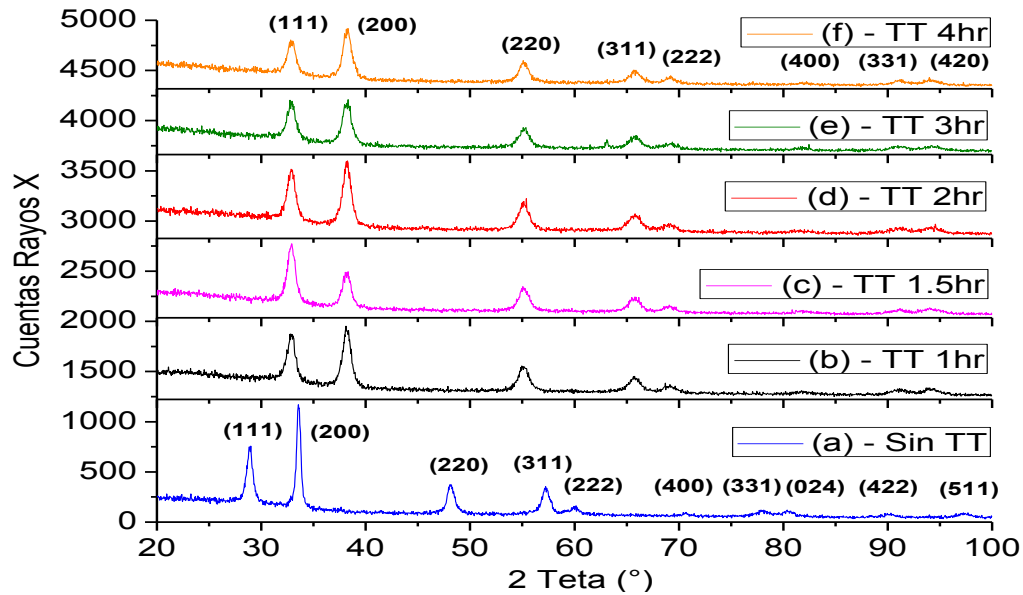 5000
4500
4000
3500
3000
2500
2000
1500
1000
500
0
Cuentas Rayos X
(111) (200) (220) (311) (222) (400) (331) (420)
(f) - TT 4hr
(e) - TT 3hr
(d) - TT 2hr
(c) - TT 1.5hr
(b) - TT 1hr
(a) - Sin TT
(111) (200) (220) (311) (222) (400) (331) (024) (422) (511)
20 30 40 50 60 70 80 90 100
2 Teta (°)